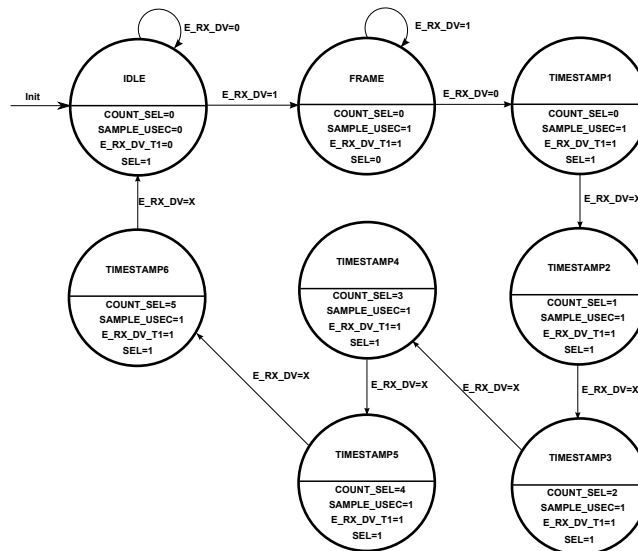 E_RX_DV=0
E_RX_DV=1
Init
IDLE
COUNT_SEL=0
SAMPLE_USEC=0
E_RX_DV_T1=0
SEL=1
E_RX_DV=1
FRAME
COUNT_SEL=0
SAMPLE_USEC=1
E_RX_DV_T1=1
SEL=0
E_RX_DV=0
TIMESTAMP1
COUNT_SEL=0
SAMPLE_USEC=1
E_RX_DV_T1=1
SEL=1
E_RX_DV=X
E_RX_DV=X
TIMESTAMP6
COUNT_SEL=5
SAMPLE_USEC=1
E_RX_DV_T1=1
SEL=1
TIMESTAMP4
COUNT_SEL=3
SAMPLE_USEC=1
E_RX_DV_T1=1
SEL=1
TIMESTAMP2
COUNT_SEL=1
SAMPLE_USEC=1
E_RX_DV_T1=1
SEL=1
E_RX_DV=X
E_RX_DV=X
E_RX_DV=X
E_RX_DV=X
TIMESTAMP5
COUNT_SEL=4
SAMPLE_USEC=1
E_RX_DV_T1=1
SEL=1
TIMESTAMP3
COUNT_SEL=2
SAMPLE_USEC=1
E_RX_DV_T1=1
SEL=1